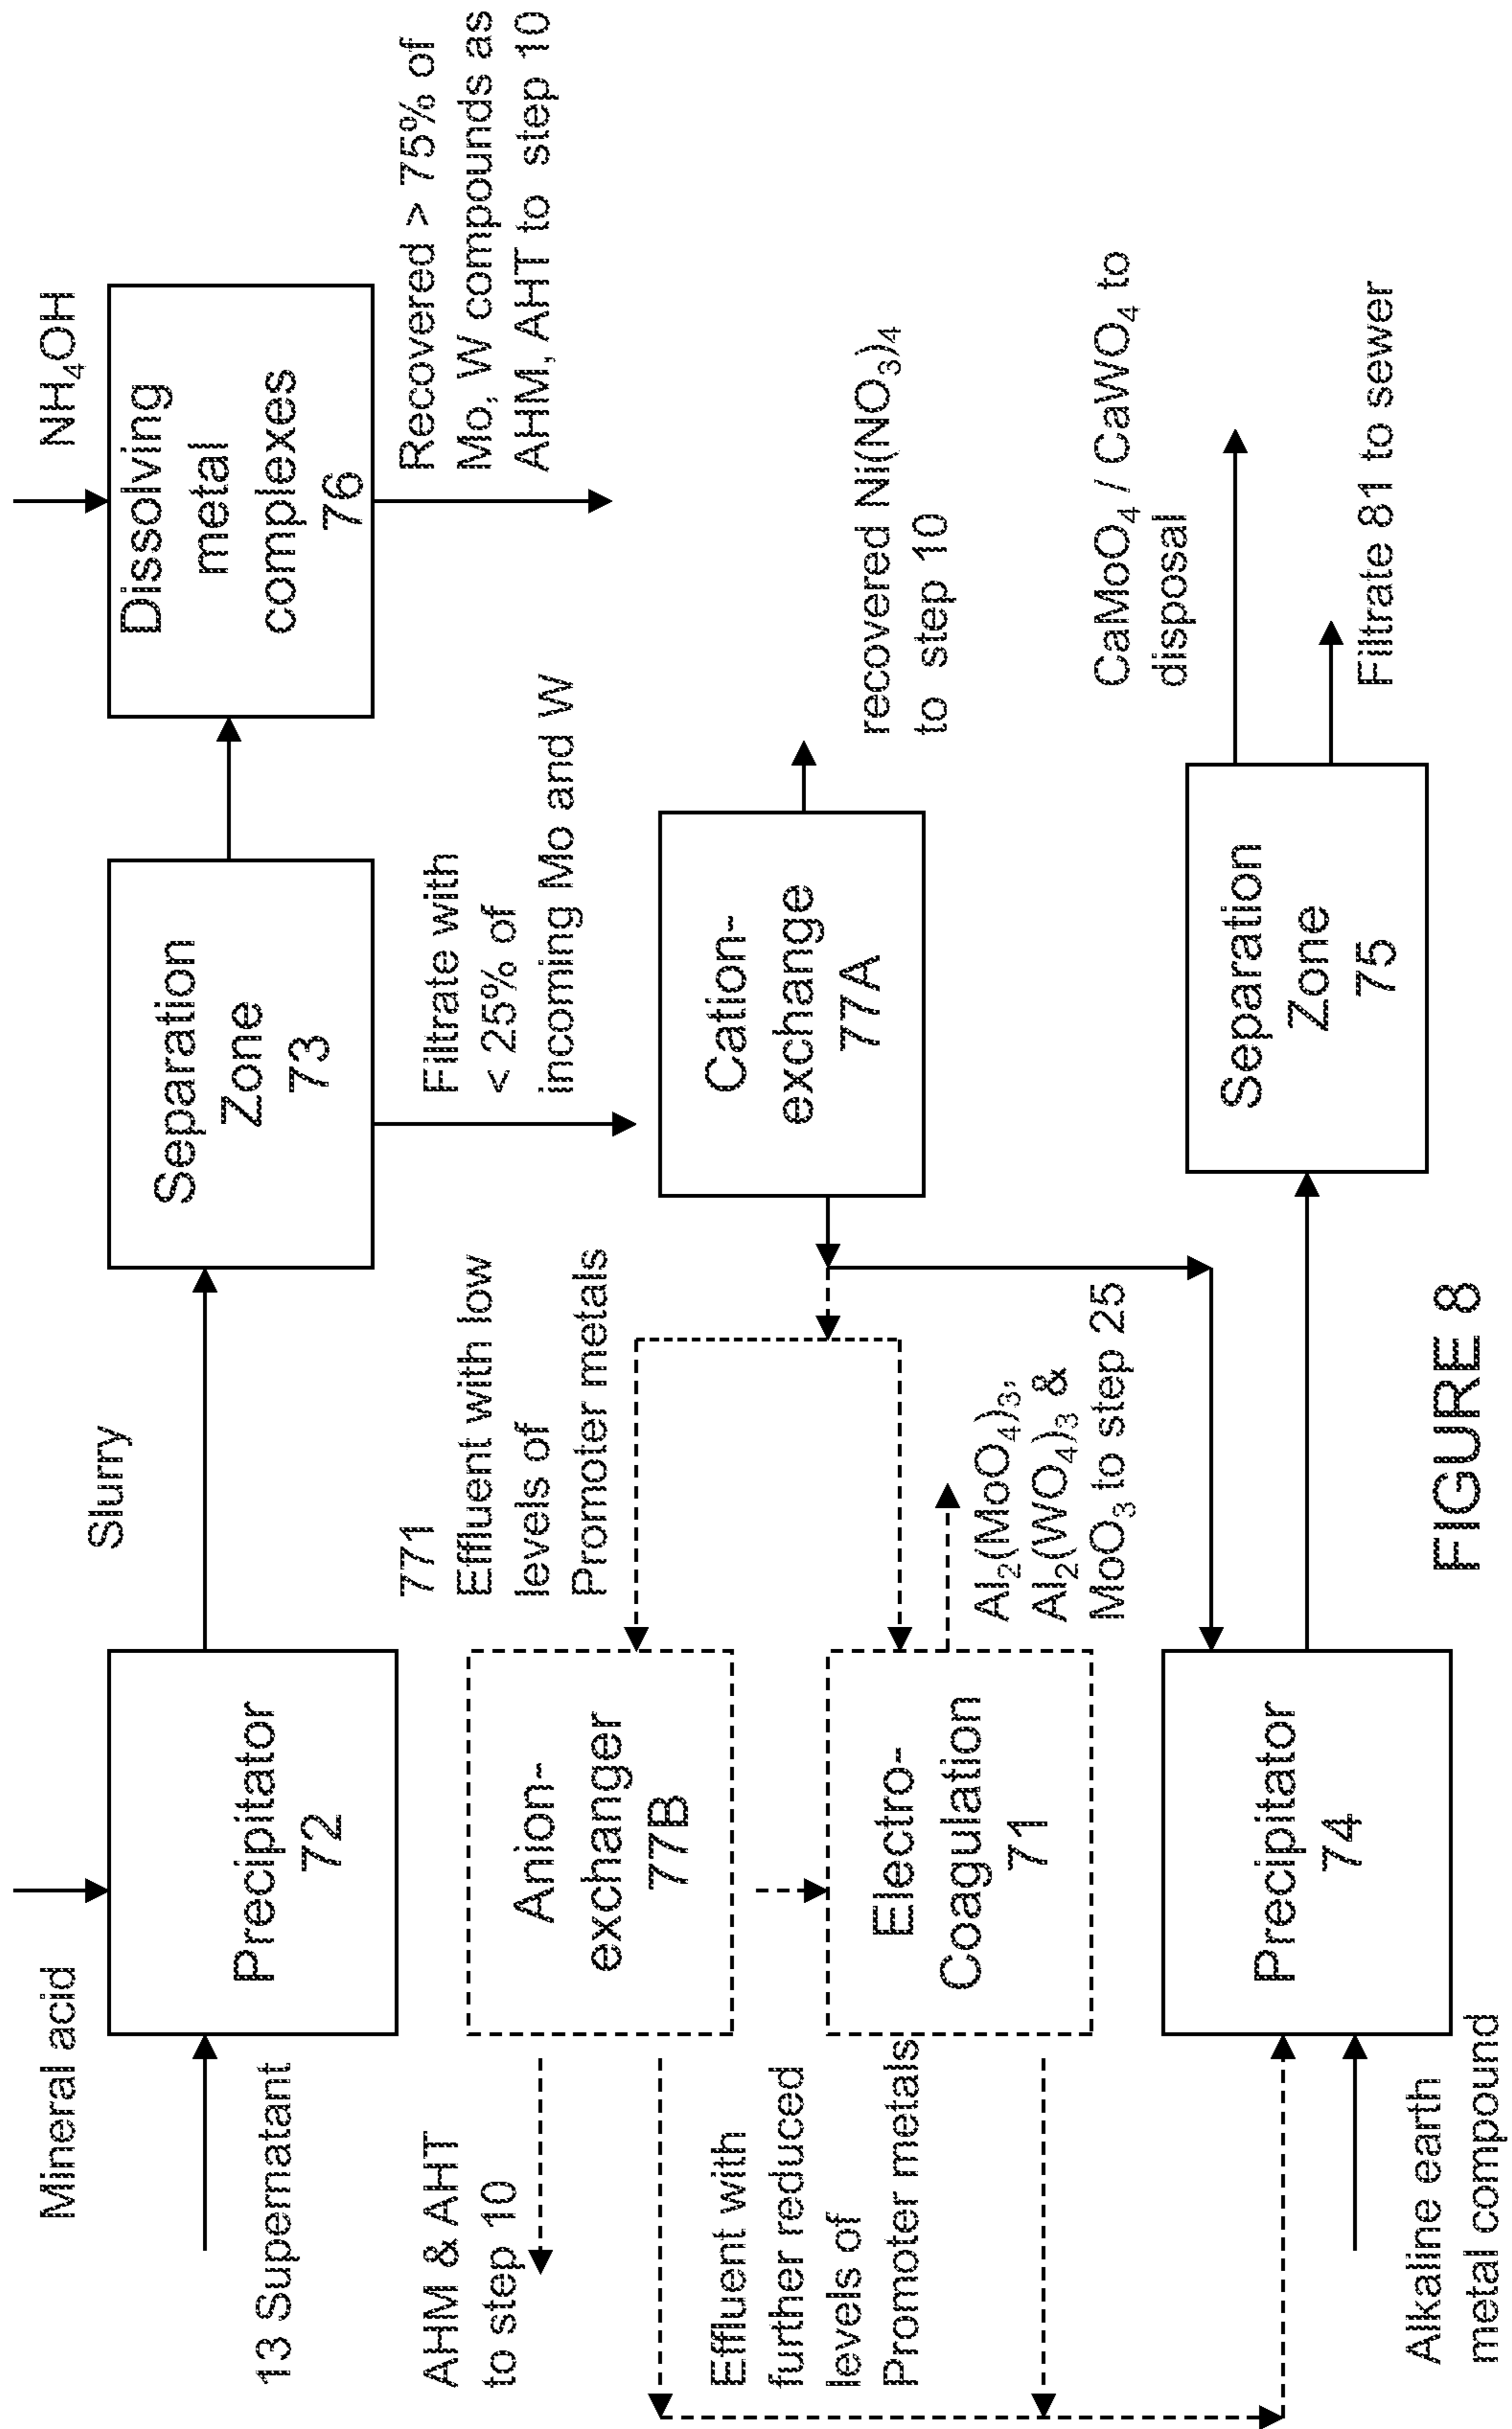 Mineral acid
13 Supernatant
Precipitator
72
Slurry
Separation
Zone
73
NH4OH
Dissolving
metal
complexes
76
Recovered > 75% of
Mo, W compounds as
AHM, AHT to step 10
Filtrate with
< 25% of
incoming Mo and W
771
Effluent with low
levels of
Promoter metals
AHM & AHT
to step 10
Anion-
exchanger
77B
Cation-
exchange
77A
recovered Ni(NO3)4
to step 10
Effluent with
further reduced
levels of
Promoter metals
Electro-
Coagulation
71
Al2(MoO4)3,
Al2(WO4)3 &
MoO3 to step 25
Precipitator
74
Alkaline earth
metal compound
Separation
Zone
75
CaMoO4 / CaWO4 to
disposal
Filtrate 81 to sewer
FIGURE 8